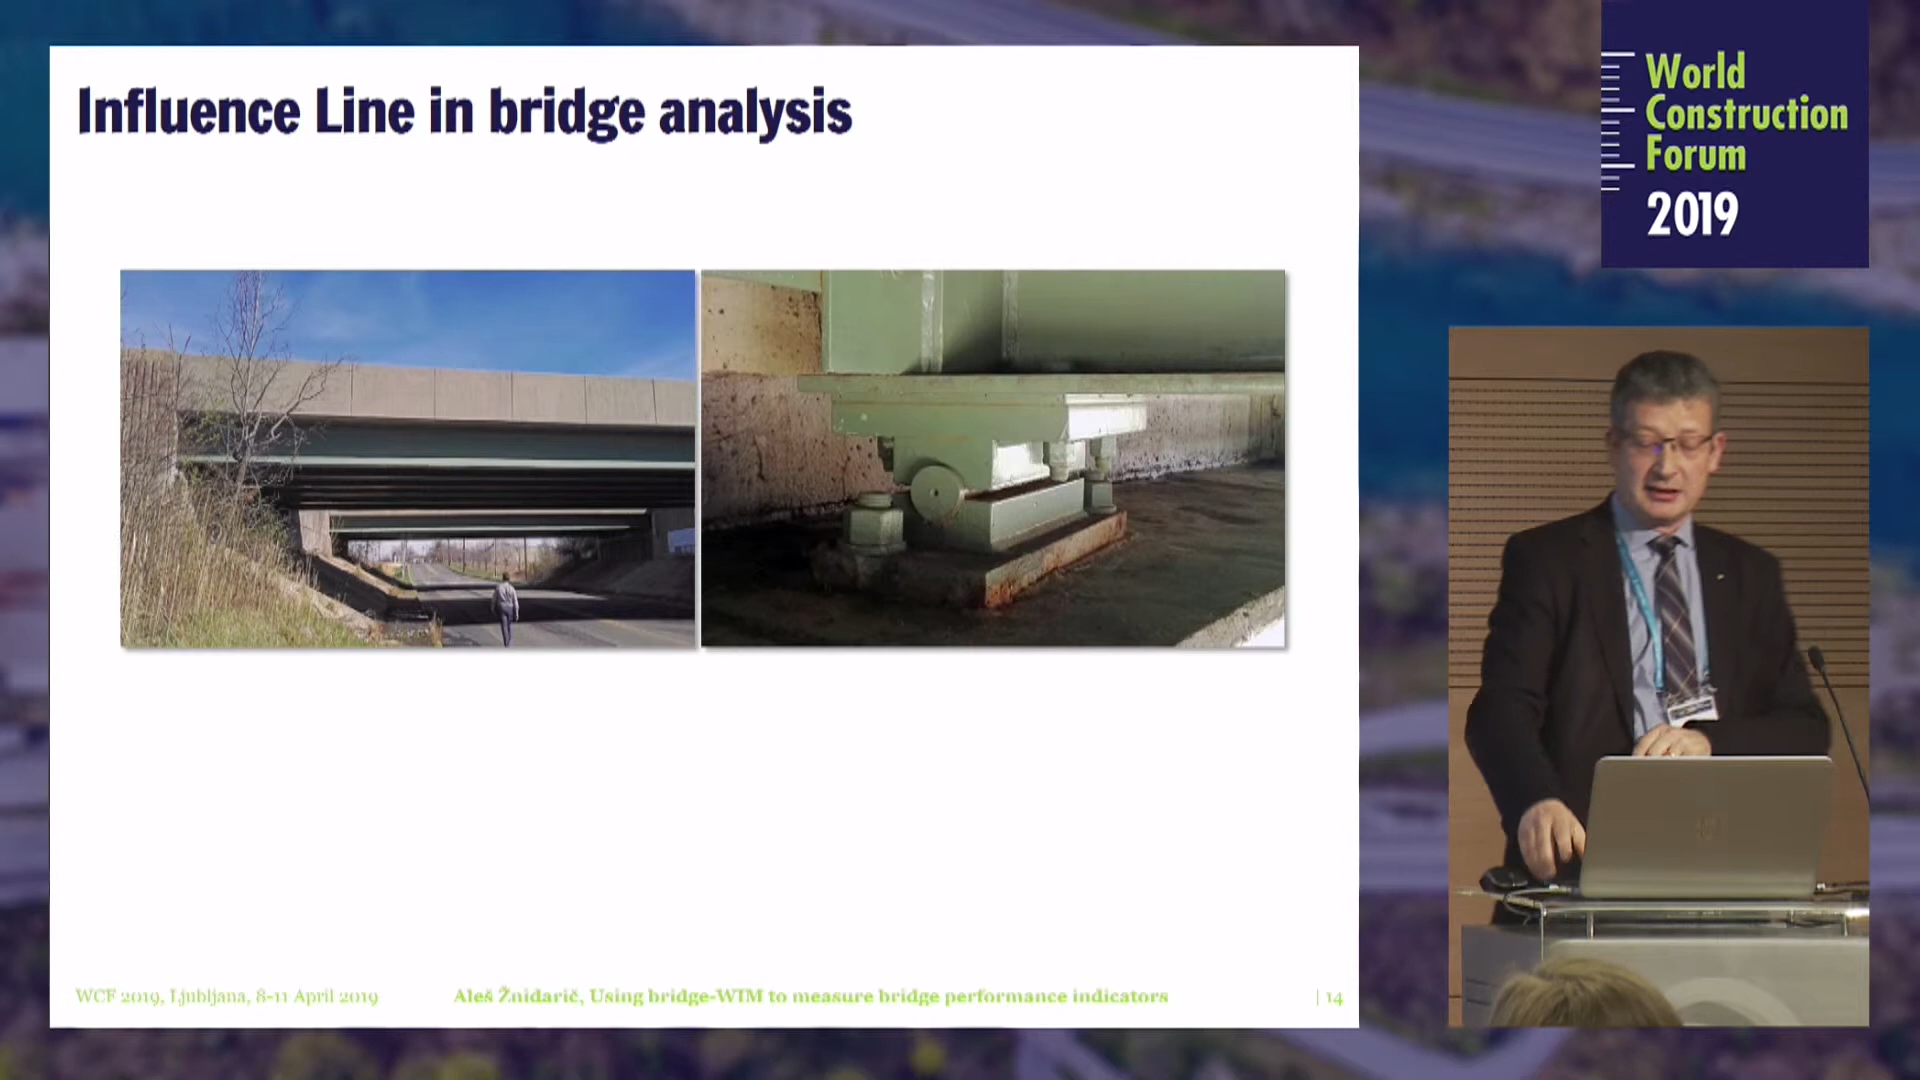 Influence Line in bridge analysis
World
Construction
Forum
2019
WCF 2019, Ljubljana, 8-11 April 2019
Aleš Žnidarič, Using bridge-WIM to measure bridge performance indicators
| 14